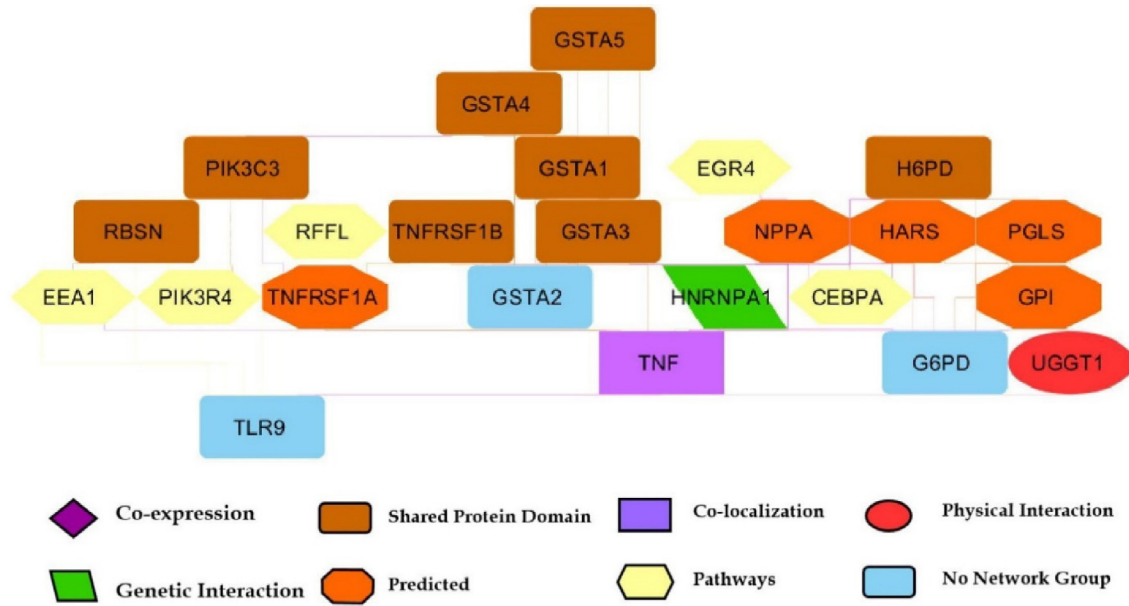 GSTA5
GSTA4
PIK3C3 GSTA1 EGR4 H6PD
RBSN RFFL TNFRSF1B GSTA3 NPPA HARS PGLS
EEA1 PIK3R4 TNFRSF1A GSTA2 HNRNPA1 CEBPA GPI
TNF G6PD UGGT1
TLR9
Co-expression Shared Protein Domain Co-localization Physical Interaction
Genetic Interaction Predicted Pathways No Network Group